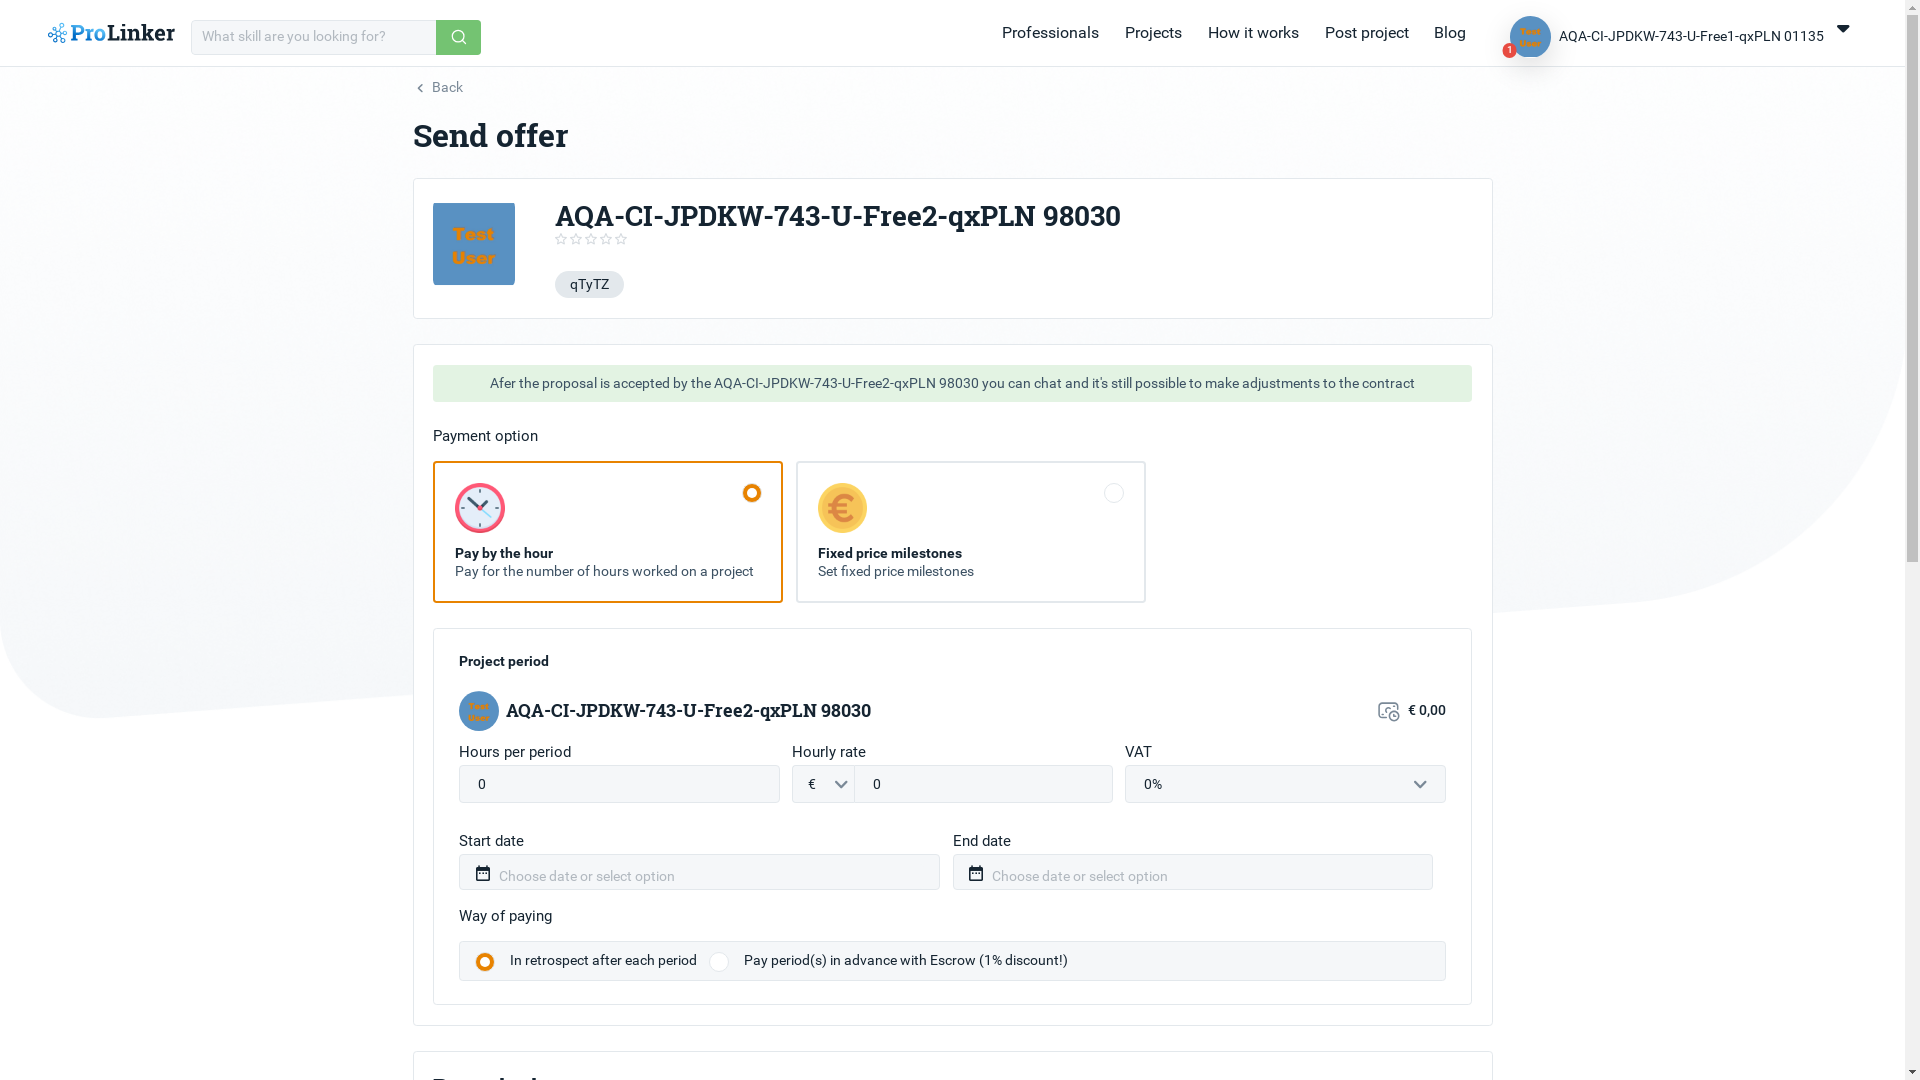 ProLinker
What skill are you looking for?
Professionals
Projects
How it works
Post project
Blog
Test
User
1
AQA-CI-JPDKW-743-U-Free1-qxPLN 01135
Back
Send offer
Test
User
AQA-CI-JPDKW-743-U-Free2-qxPLN 98030
qTyTZ
Afer the proposal is accepted by the AQA-CI-JPDKW-743-U-Free2-qxPLN 98030 you can chat and it's still possible to make adjustments to the contract
Payment option
Pay by the hour
Pay for the number of hours worked on a project
€
Fixed price milestones
Set fixed price milestones
Project period
Test
User
AQA-CI-JPDKW-743-U-Free2-qxPLN 98030
€ 0,00
Hours per period
Hourly rate
VAT
0
€
0
0%
Start date
End date
Choose date or select option
Choose date or select option
Way of paying
In retrospect after each period
Pay period(s) in advance with Escrow (1% discount!)